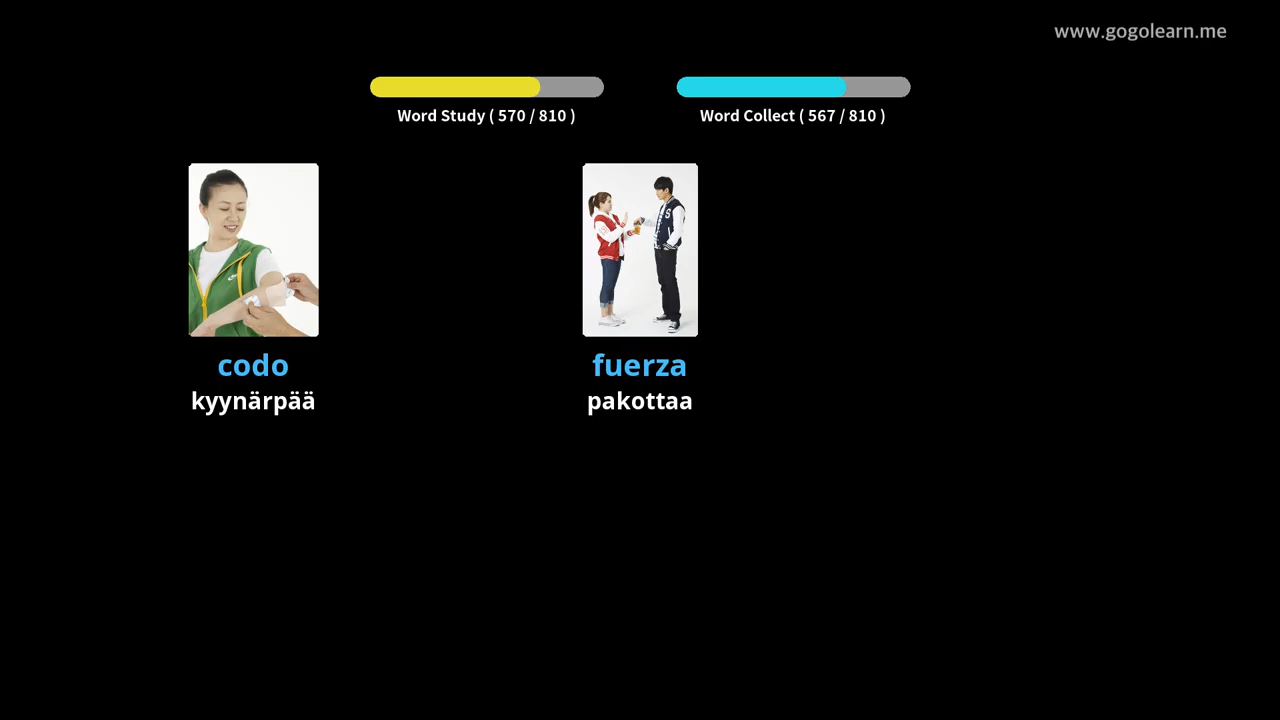 www.gogolearn.me
Word Study ( 570 / 810 )
Word Collect ( 567 / 810 )
codo
kyynärpää
fuerza
pakottaa